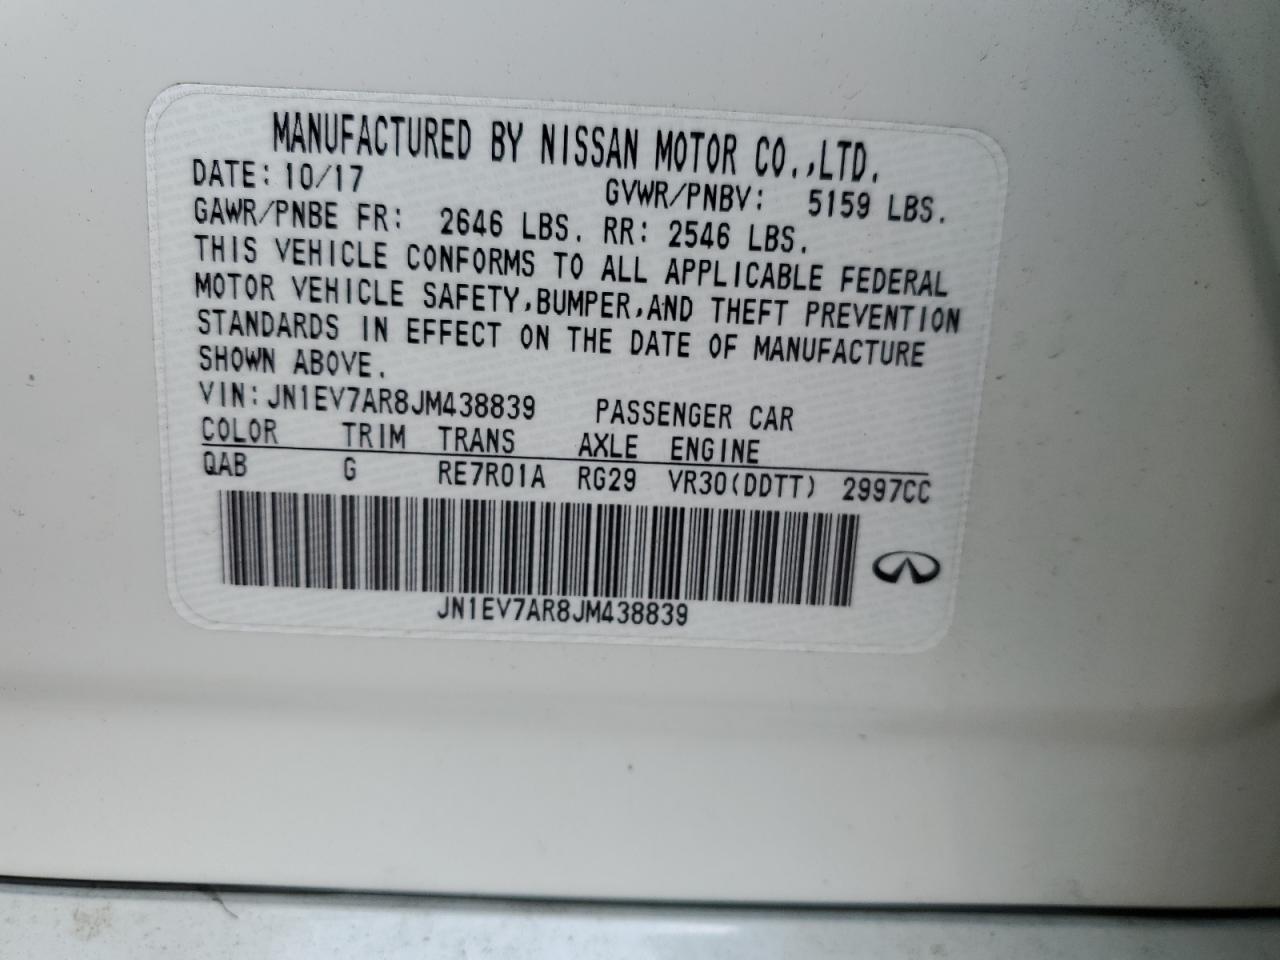 MANUFACTURED BY NISSAN MOTOR CO.,LTD.
DATE: 10/17 GVWR/PNBV: 5159 LBS.
GAWR/PNBE FR: 2646 LBS. RR: 2546 LBS.
THIS VEHICLE CONFORMS TO ALL APPLICABLE FEDERAL
MOTOR VEHICLE SAFETY,BUMPER,AND THEFT PREVENTION
STANDARDS IN EFFECT ON THE DATE OF MANUFACTURE
SHOWN ABOVE.
VIN:JN1EV7AR8JM438839 PASSENGER CAR
COLOR TRIM TRANS AXLE ENGINE
QAB G RE7R01A RG29 VR30(DDTT) 2997CC
JN1EV7AR8JM438839